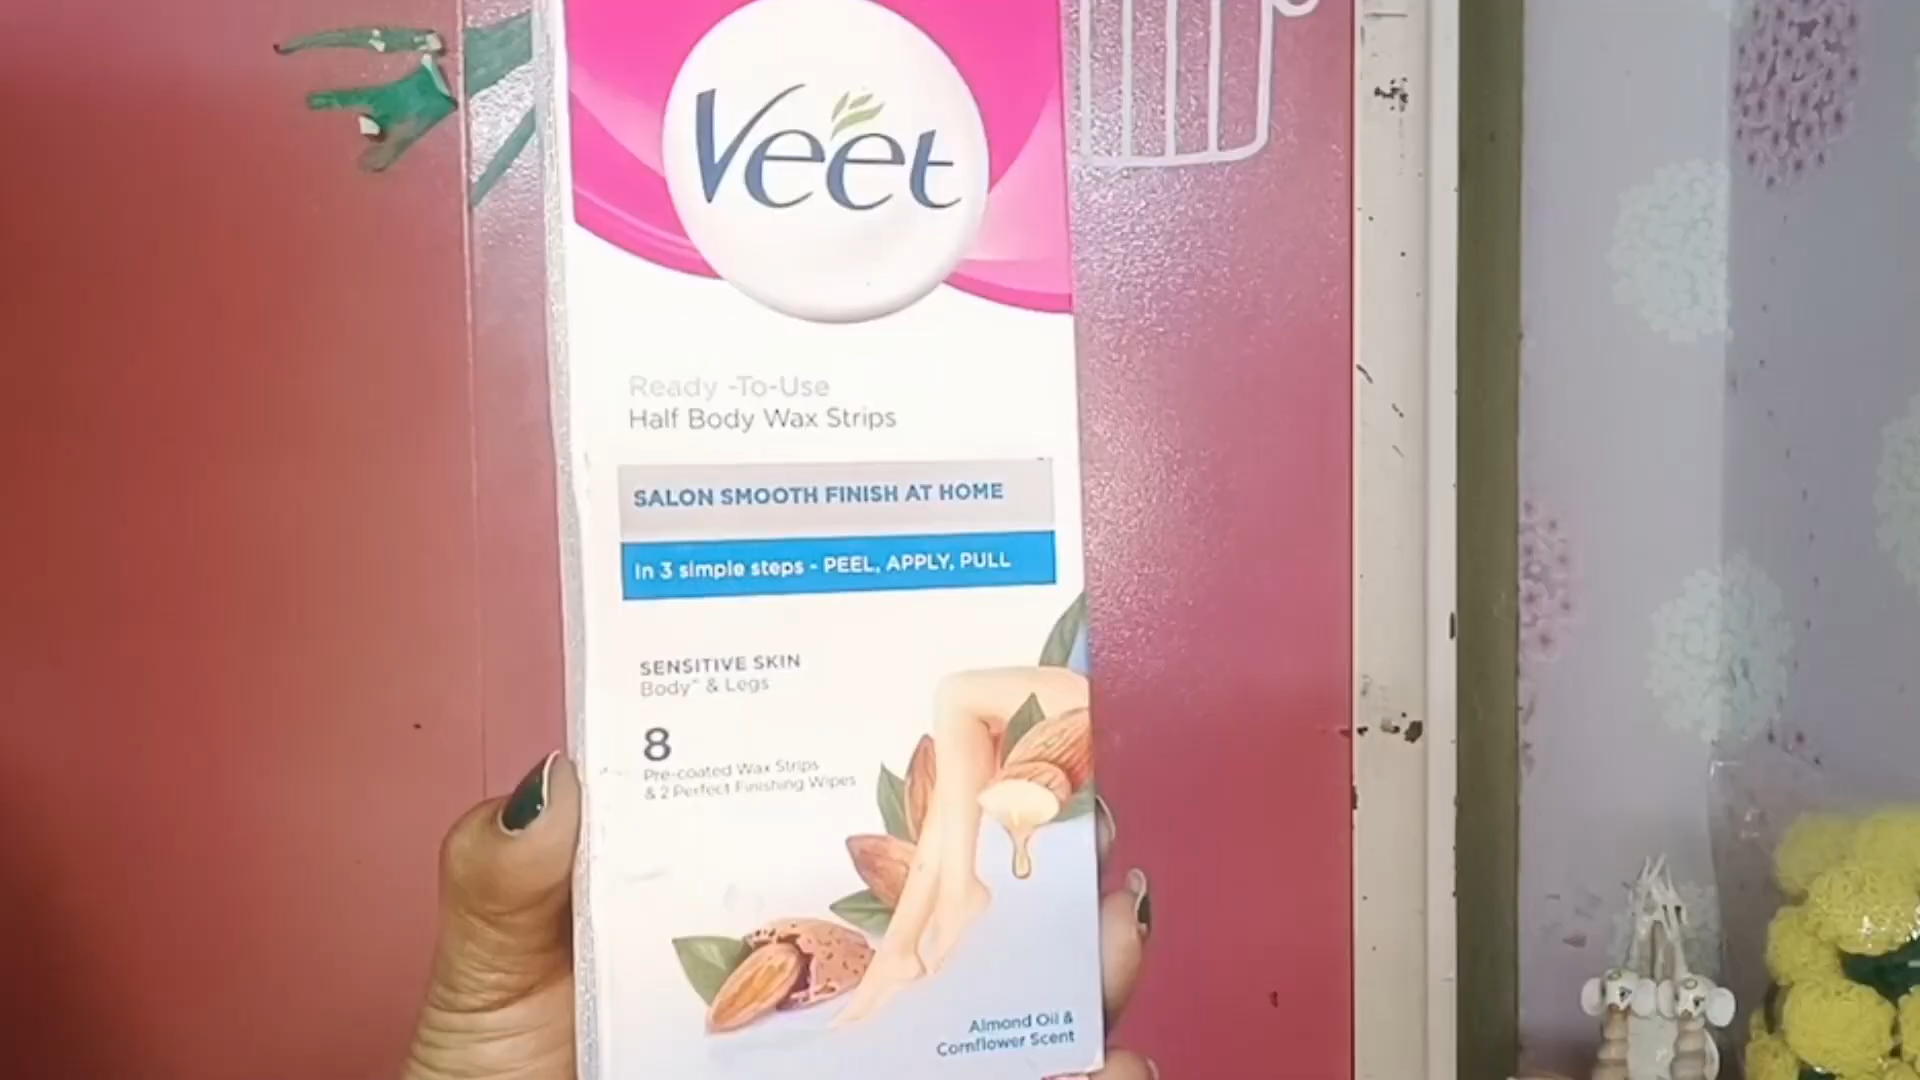 Veet
Ready -To-Use
Half Body Wax Strips
SALON SMOOTH FINISH AT HOME
In 3 simple steps - PEEL, APPLY, PULL
SENSITIVE SKIN
Body* & Legs
8
Pre-coated Wax Strips
& 2 Perfect Finishing Wipes
Almond Oil &
Cornflower Scent